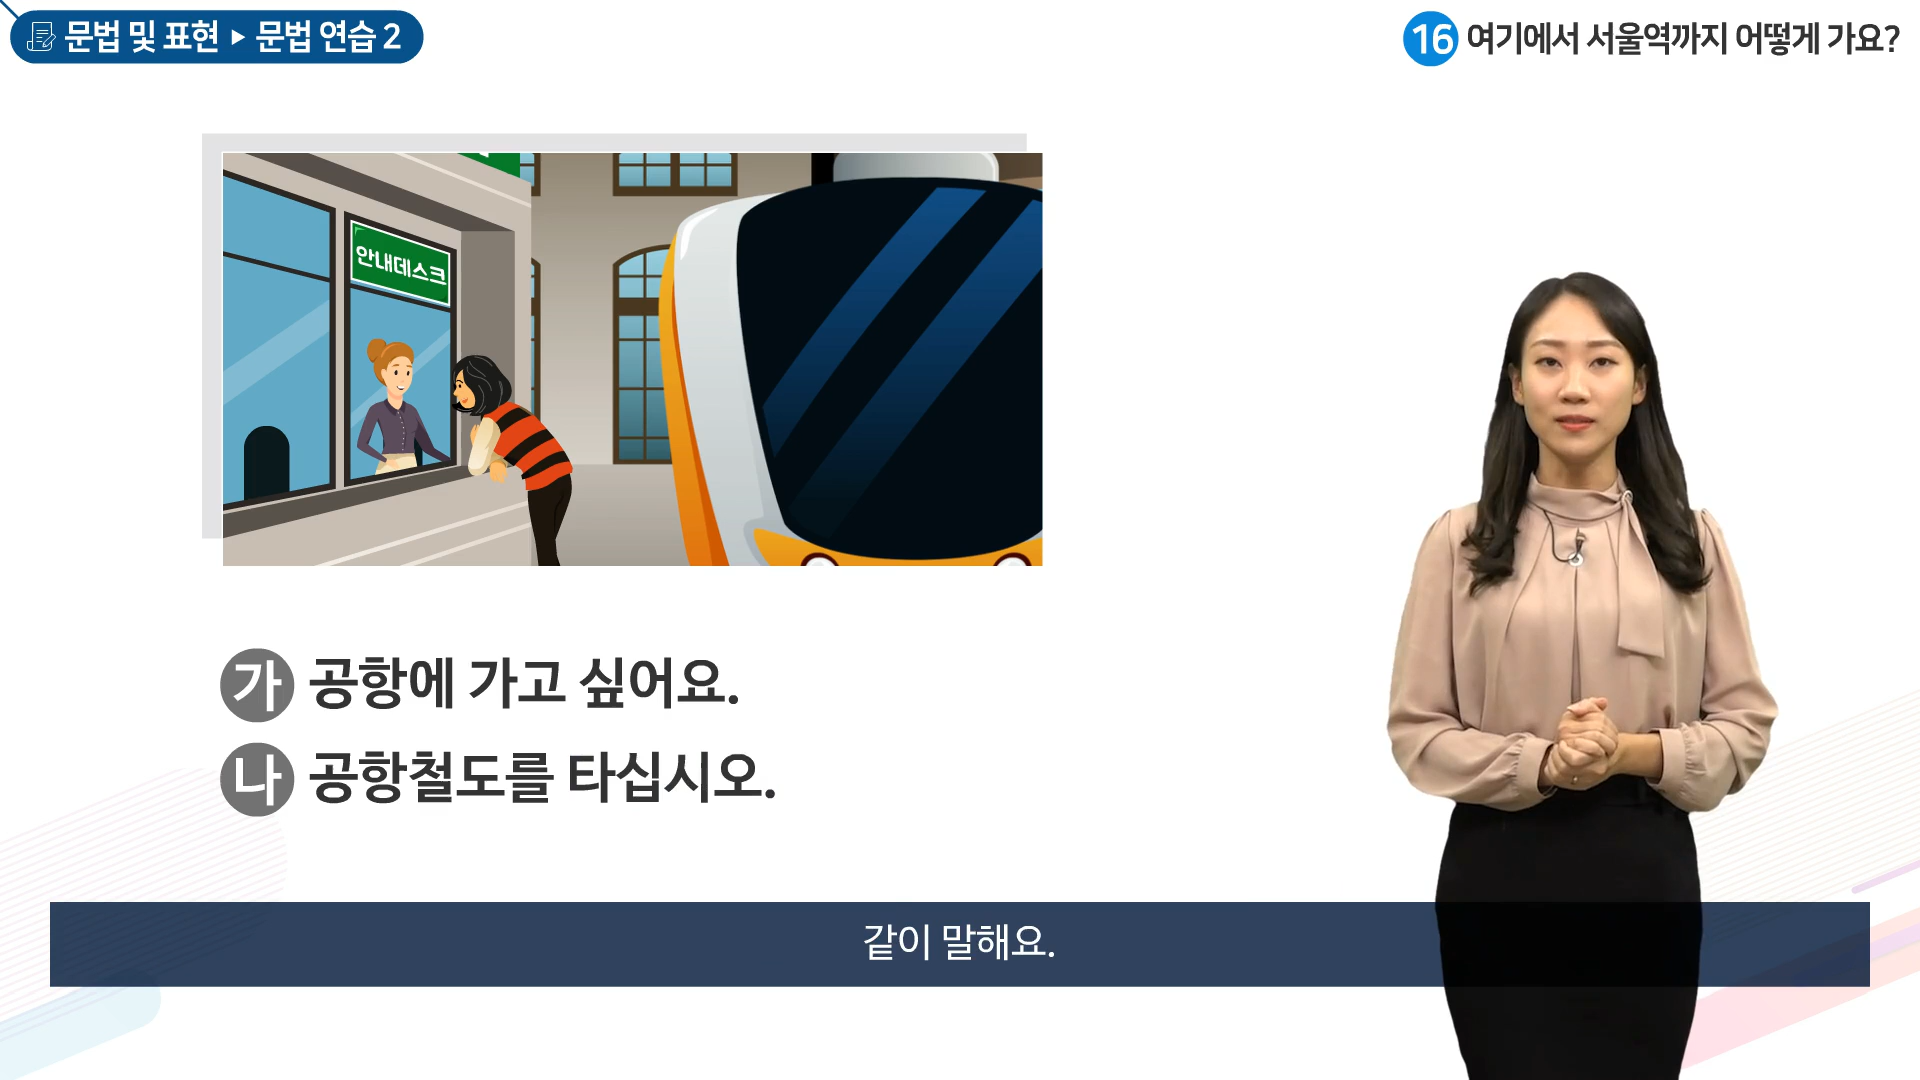 문법 및 표현 ▶ 문법 연습 2
16 여기에서 서울역까지 어떻게 가요?
안내데스크
가 공항에 가고 싶어요.
나 공항철도를 타십시오.
같이 말해요.